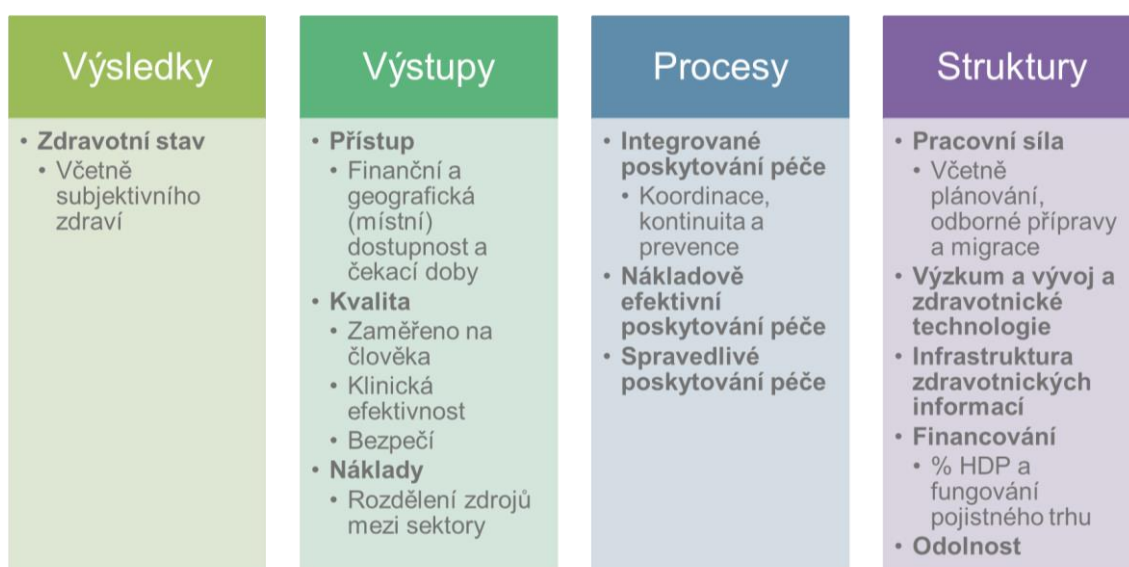 Výsledky
• Zdravotní stav
• Včetně
subjektivního
zdraví
Výstupy
• Přístup
• Finanční a
geografická
(místní)
dostupnost a
čekací doby
• Kvalita
• Zaměřeno na
člověka
• Klinická
efektivnost
• Bezpečí
• Náklady
• Rozdělení zdrojů
mezi sektory
Procesy
• Integrované
poskytování péče
• Koordinace,
kontinuita a
prevence
• Nákladově
efektivní
poskytování péče
• Spravedlivé
poskytování péče
Struktury
• Pracovní síla
• Včetně
plánování,
odborné přípravy
a migrace
• Výzkum a vývoj a
zdravotnické
technologie
• Infrastruktura
zdravotnických
informací
• Financování
• % HDP a
fungování
pojistného trhu
• Odolnost